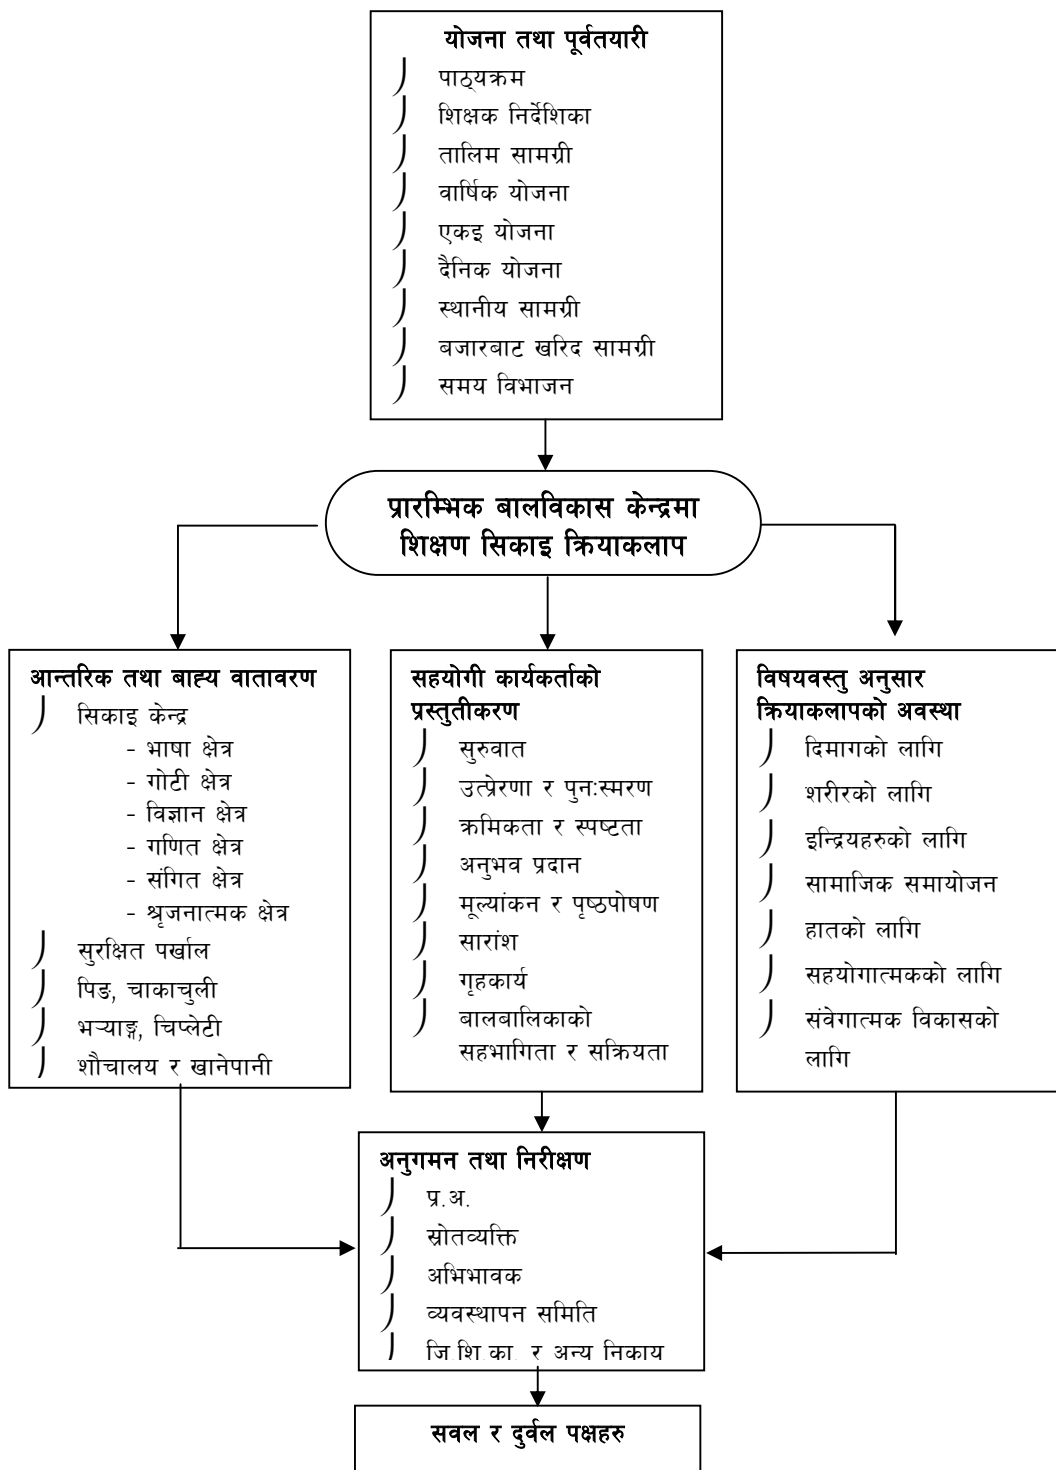 योजना तथा पूर्वतयारी
पाठ्यक्रम
शिक्षक निर्देशिका
तालिम सामग्री
वार्षिक योजना
एकइ योजना
दैनिक योजना
स्थानीय सामग्री
बजारबाट खरिद सामग्री
समय विभाजन
प्रारम्भिक बालविकास केन्द्रमा
शिक्षण सिकाइ क्रियाकलाप
आन्तरिक तथा बाह्य वातावरण
सिकाइ केन्द्र
- भाषा क्षेत्र
- गोटी क्षेत्र
- विज्ञान क्षेत्र
- गणित क्षेत्र
- संगित क्षेत्र
- श्रृजनात्मक क्षेत्र
सुरक्षित पर्खाल
पिङ, चाकाचुली
भऱ्याङ्ग, चिप्लेटी
शौचालय र खानेपानी
सहयोगी कार्यकर्ताको
प्रस्तुतीकरण
सुरुवात
उत्प्रेरणा र पुनःस्मरण
क्रमिकता र स्पष्टता
अनुभव प्रदान
मूल्यांकन र पृष्ठपोषण
सारांश
गृहकार्य
बालबालिकाको
सहभागिता र सक्रियता
विषयवस्तु अनुसार
क्रियाकलापको अवस्था
दिमागको लागि
शरीरको लागि
इन्द्रियहरुको लागि
सामाजिक समायोजन
हातको लागि
सहयोगात्मकको लागि
संवेगात्मक विकासको
लागि
अनुगमन तथा निरीक्षण
प्र.अ.
स्रोतव्यक्ति
अभिभावक
व्यवस्थापन समिति
जि.शि.का. र अन्य निकाय
सवल र दुर्वल पक्षहरु